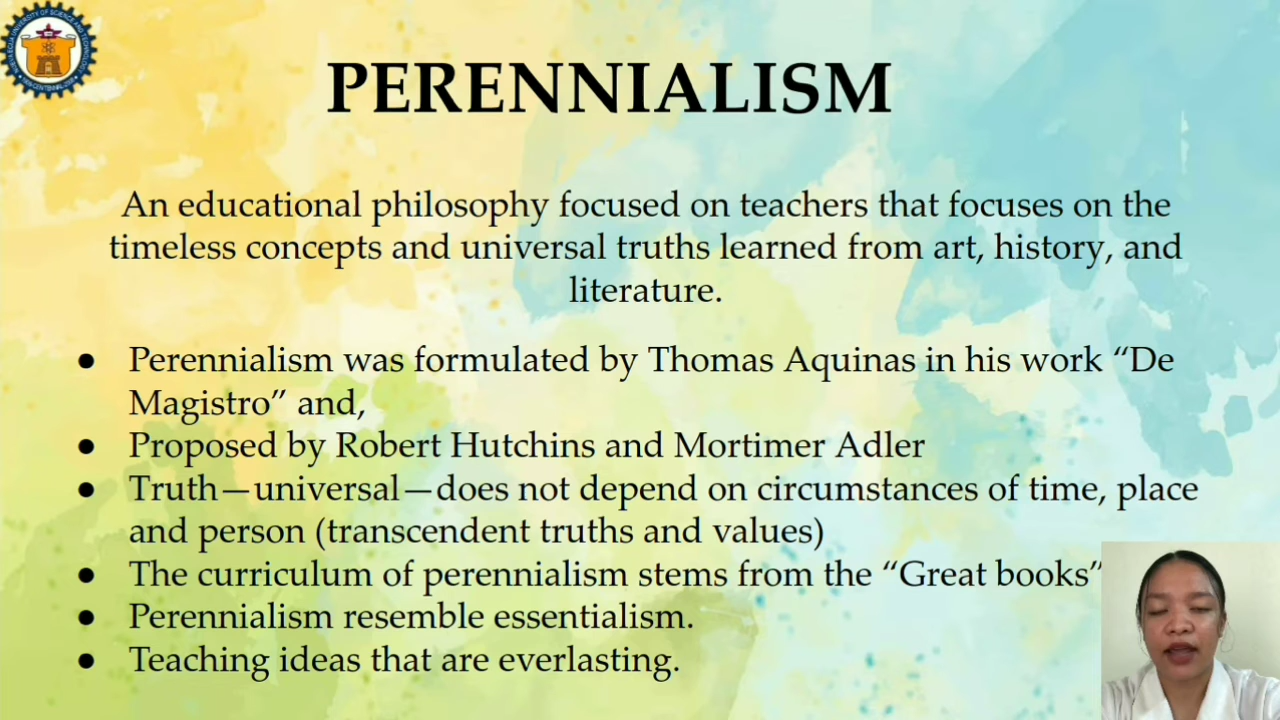 PERENNIALISM
An educational philosophy focused on teachers that focuses on the
timeless concepts and universal truths learned from art, history, and
literature.
● Perennialism was formulated by Thomas Aquinas in his work “De
Magistro” and,
● Proposed by Robert Hutchins and Mortimer Adler
● Truth—universal—does not depend on circumstances of time, place
and person (transcendent truths and values)
● The curriculum of perennialism stems from the “Great books”
● Perennialism resemble essentialism.
● Teaching ideas that are everlasting.